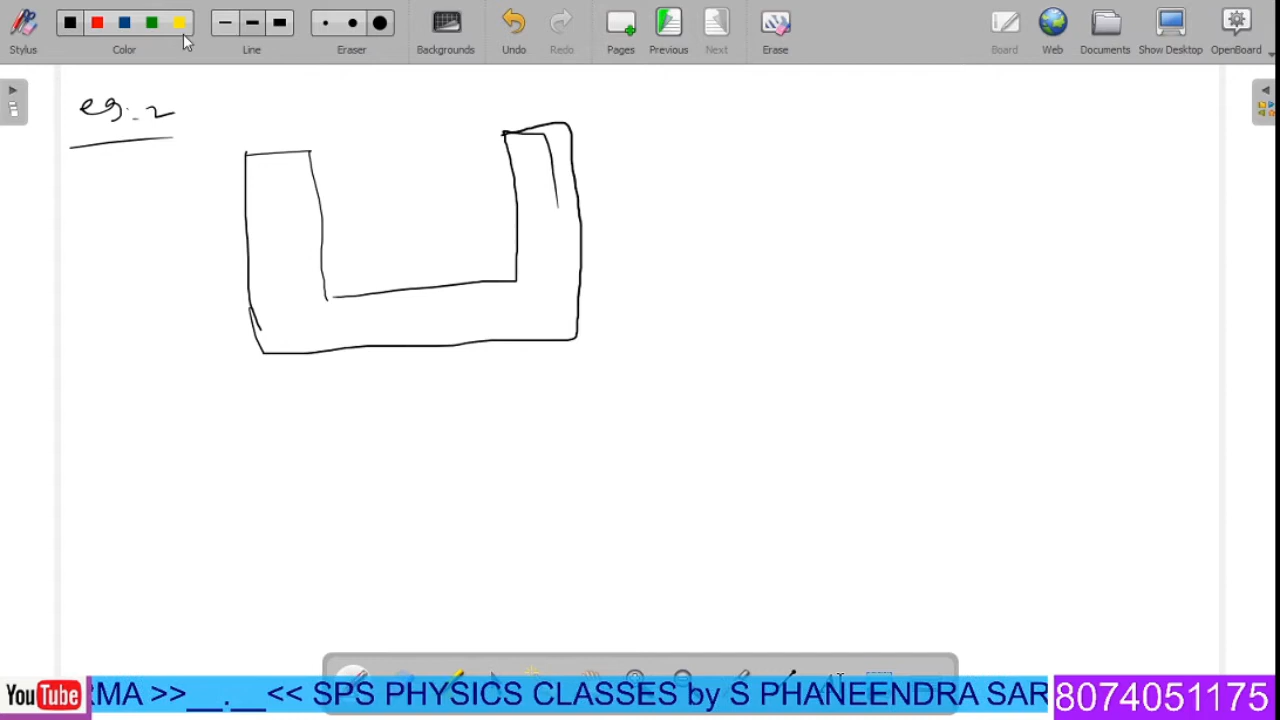 Stylus
Color
Line
Eraser
Backgrounds
Undo
Redo
Pages
Previous
Next
Erase
Board
Web
Documents
Show Desktop
OpenBoard
eg. 2
YouTube
RMA >>__.__ << SPS PHYSICS CLASSES by S PHANEENDRA SAR
8074051175